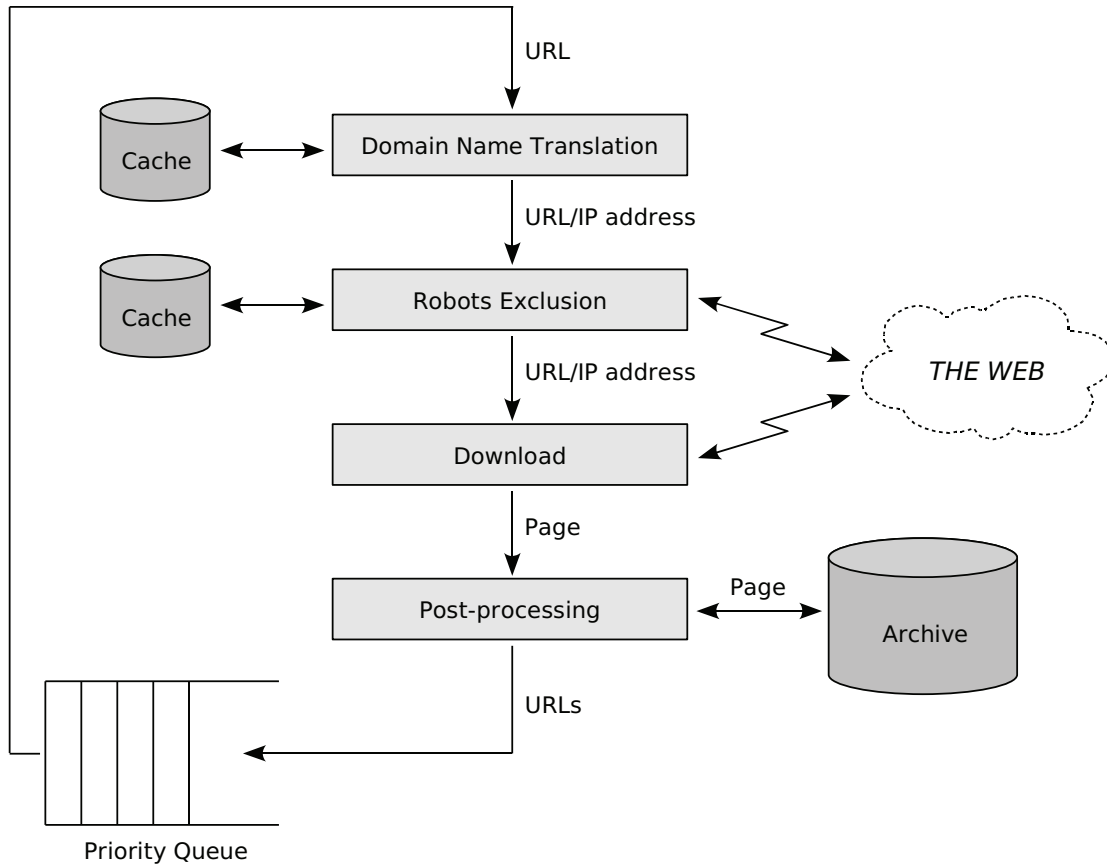 URL
Domain Name Translation
Cache
URL/IP address
Robots Exclusion
Cache
URL/IP address
THE WEB
Download
Page
Post-processing
Page
Archive
URLs
Priority Queue